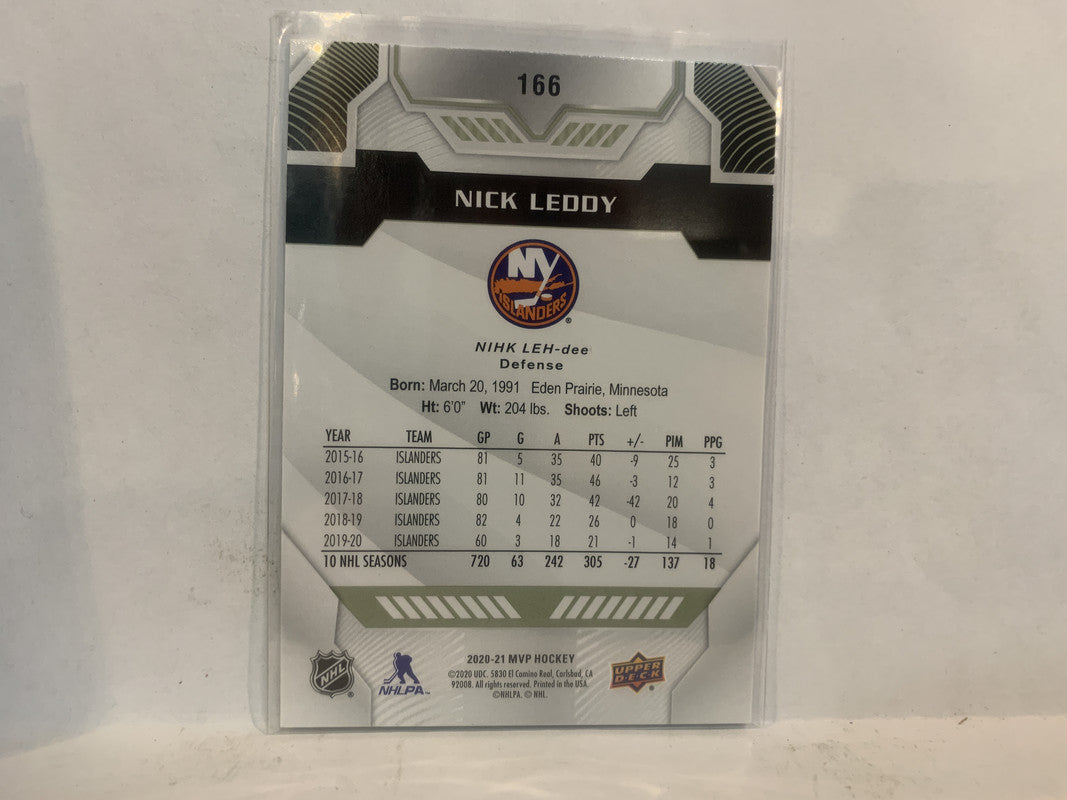 166
NICK LEDDY
NY
ISLANDERS
®
NIHK LEH-dee
Defense
Born: March 20, 1991 Eden Prairie, Minnesota
Ht: 6'0" Wt: 204 lbs. Shoots: Left
YEAR TEAM GP G A PTS +/- PIM PPG
2015-16 ISLANDERS 81 5 35 40 -9 25 3
2016-17 ISLANDERS 81 11 35 46 -3 12 3
2017-18 ISLANDERS 80 10 32 42 -42 20 4
2018-19 ISLANDERS 82 4 22 26 0 18 0
2019-20 ISLANDERS 60 3 18 21 -1 14 1
10 NHL SEASONS 720 63 242 305 -27 137 18
2020-21 MVP HOCKEY
©2020 UDC. 5830 El Camino Real, Carlsbad, CA
92008. All rights reserved. Printed in the USA.
©NHLPA. © NHL.
NHL ®
NHLPA™
UPPER
DECK ®